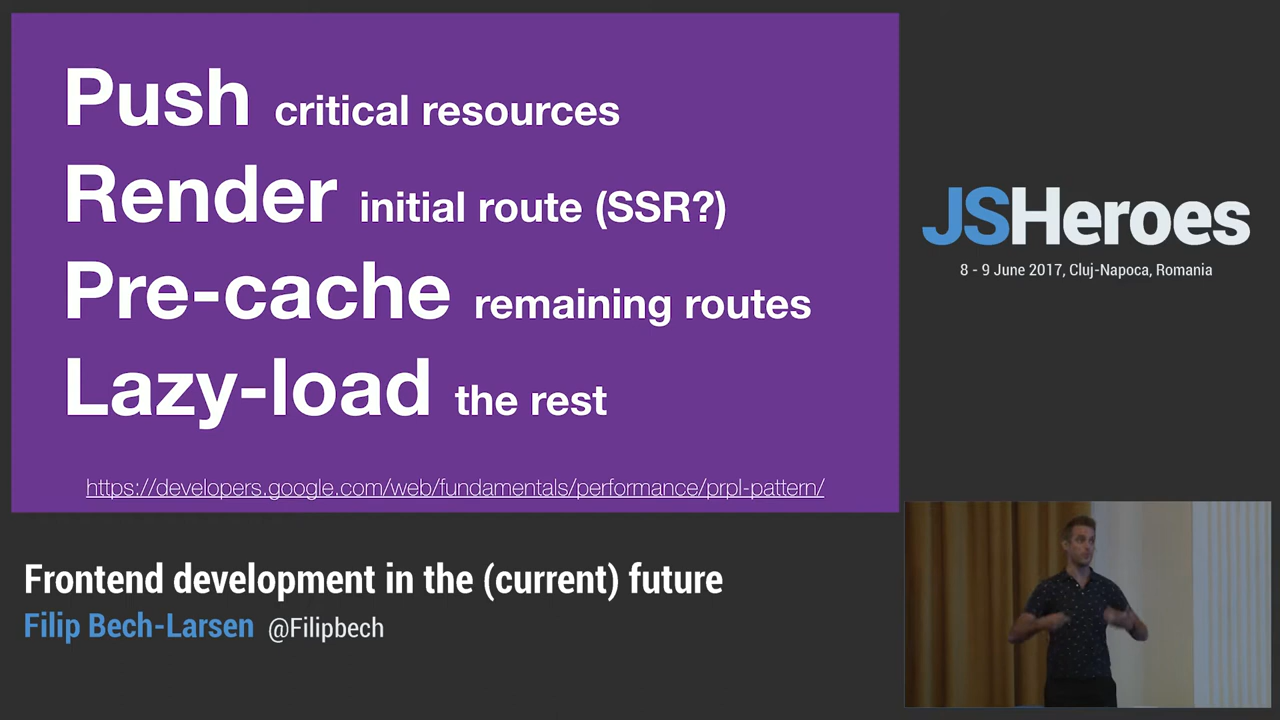 Push critical resources
Render initial route (SSR?)
Pre-cache remaining routes
Lazy-load the rest
https://developers.google.com/web/fundamentals/performance/prpl-pattern/
JSHeroes
8 - 9 June 2017, Cluj-Napoca, Romania
Frontend development in the (current) future
Filip Bech-Larsen @Filipbech